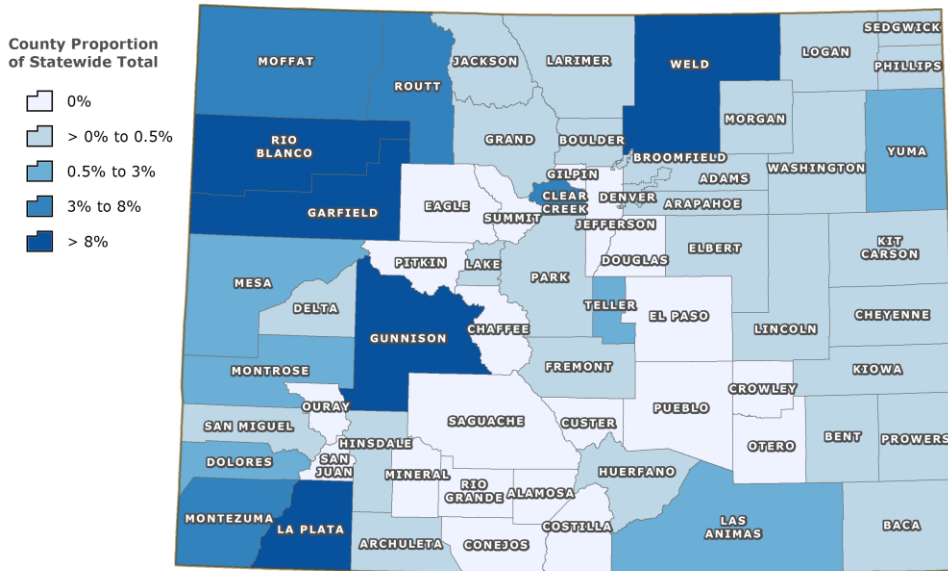 County Proportion
of Statewide Total
0%
> 0% to 0.5%
0.5% to 3%
3% to 8%
> 8%
MOFFAT
ROUTT
JACKSON
LARIMER
WELD
LOGAN
SEDGWICK
PHILLIPS
MORGAN
RIO
BLANCO
GRAND
BOULDER
BROOMFIELD
WASHINGTON
YUMA
GILPIN
ADAMS
CLEAR
CREEK
DENVER
ARAPAHOE
GARFIELD
EAGLE
SUMMIT
JEFFERSON
DOUGLAS
ELBERT
KIT
CARSON
PITKIN
LAKE
PARK
MESA
DELTA
TELLER
EL PASO
LINCOLN
CHEYENNE
GUNNISON
CHAFFEE
FREMONT
KIOWA
MONTROSE
CROWLEY
OURAY
PUEBLO
SAGUACHE
CUSTER
SAN MIGUEL
HINSDALE
OTERO
BENT
PROWERS
DOLORES
SAN
JUAN
MINERAL
RIO
GRANDE
ALAMOSA
HUERFANO
MONTEZUMA
LA PLATA
ARCHULETA
CONEJOS
COSTILLA
LAS
ANIMAS
BACA